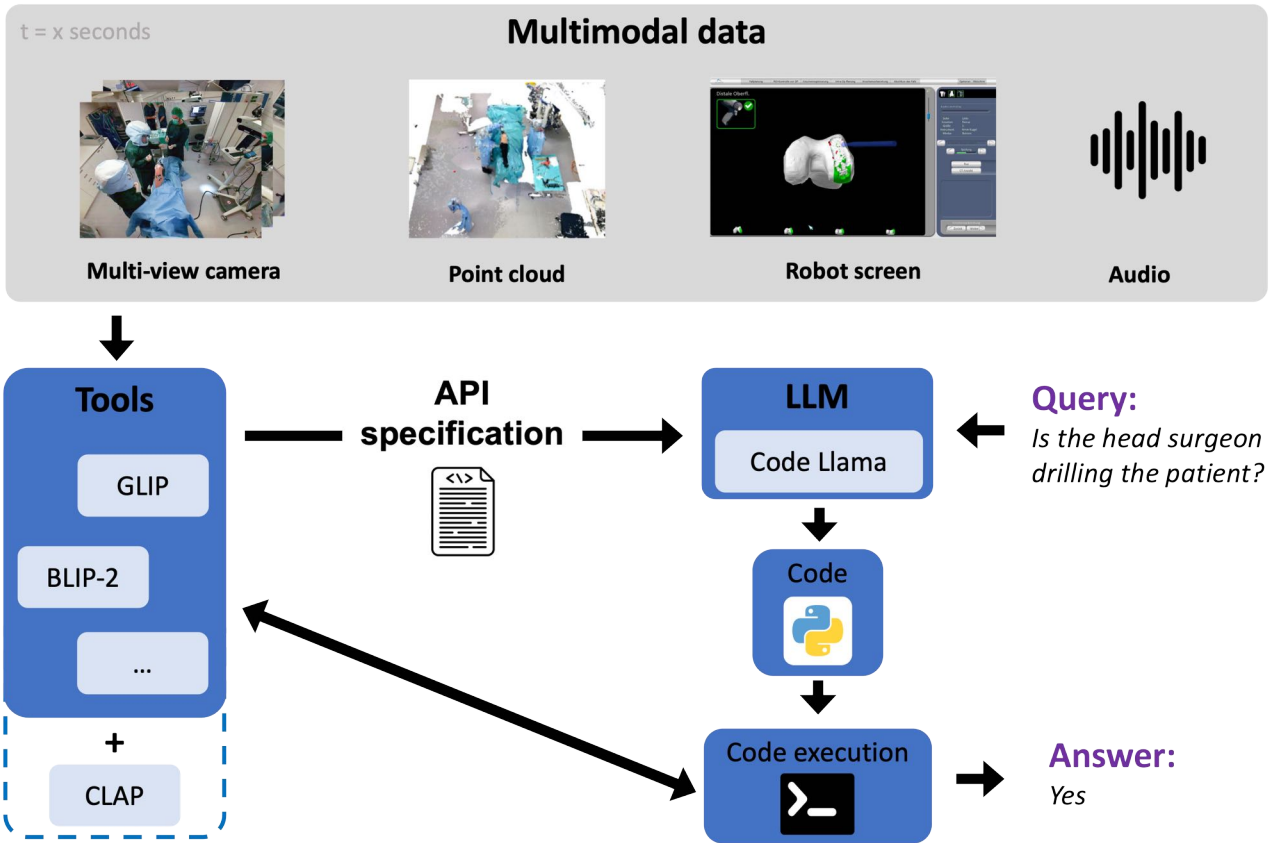 t = x seconds
Multimodal data
Distale Oberfl.
Multi-view camera
Point cloud
Robot screen
Audio
Tools
GLIP
BLIP-2
...
+
CLAP
API
specification
</>
LLM
Code Llama
Query:
Is the head surgeon
drilling the patient?
Code
Code execution
>_
Answer:
Yes